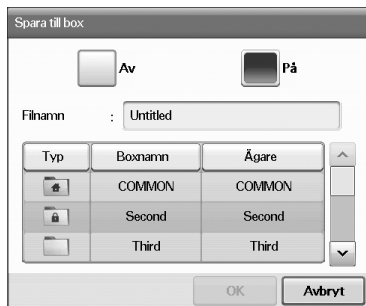 Spara till box
Av På
Filnamn : Untitled
Typ Boxnamn Ägare
COMMON COMMON
Second Second
Third Third
OK Avbryt